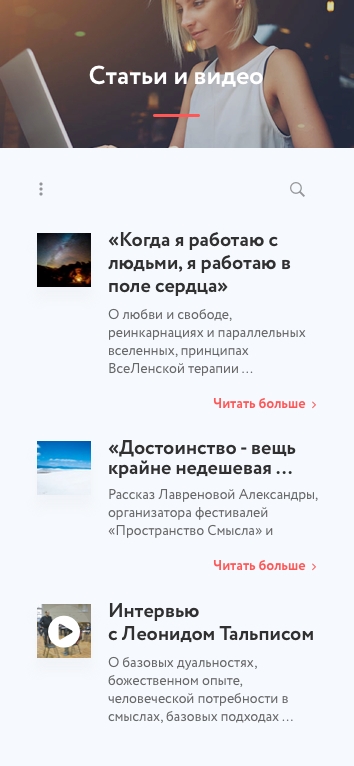 Статьи и видео
«Когда я работаю с
людьми, я работаю в
поле сердца»
О любви и свободе,
реинкарнациях и параллельных
вселенных, принципах
ВсеЛенской терапии ...
Читать больше
«Достоинство - вещь
крайне недешевая ...
Рассказ Лавреновой Александры,
организатора фестивалей
«Пространство Смысла» и
Читать больше
Интервью
с Леонидом Тальписом
О базовых дуальностях,
божественном опыте,
человеческой потребности в
смыслах, базовых подходах ...